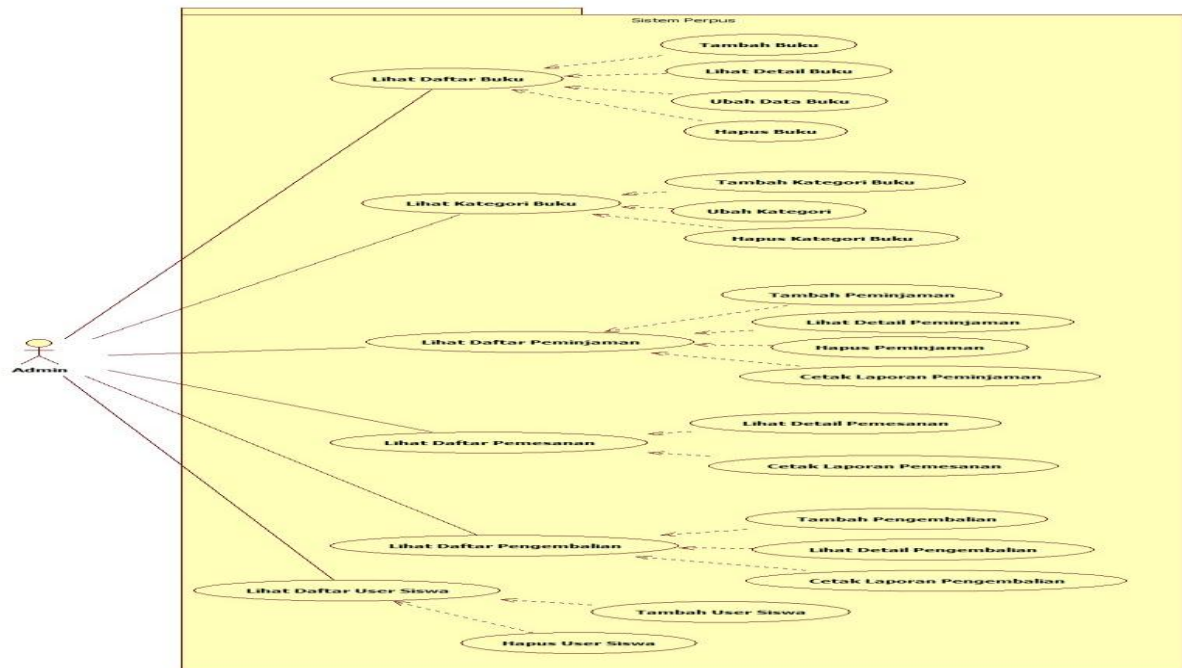 Sistem Perpus
Tambah Buku
Lihat Daftar Buku
Lihat Detail Buku
Ubah Data Buku
Hapus Buku
Tambah Kategori Buku
Lihat Kategori Buku
Ubah Kategori
Hapus Kategori Buku
Tambah Peminjaman
Lihat Detail Peminjaman
Lihat Daftar Peminjaman
Hapus Peminjaman
Cetak Laporan Peminjaman
Admin
Lihat Detail Pemesanan
Lihat Daftar Pemesanan
Cetak Laporan Pemesanan
Tambah Pengembalian
Lihat Daftar Pengembalian
Lihat Detail Pengembalian
Cetak Laporan Pengembalian
Lihat Daftar User Siswa
Tambah User Siswa
Hapus User Siswa